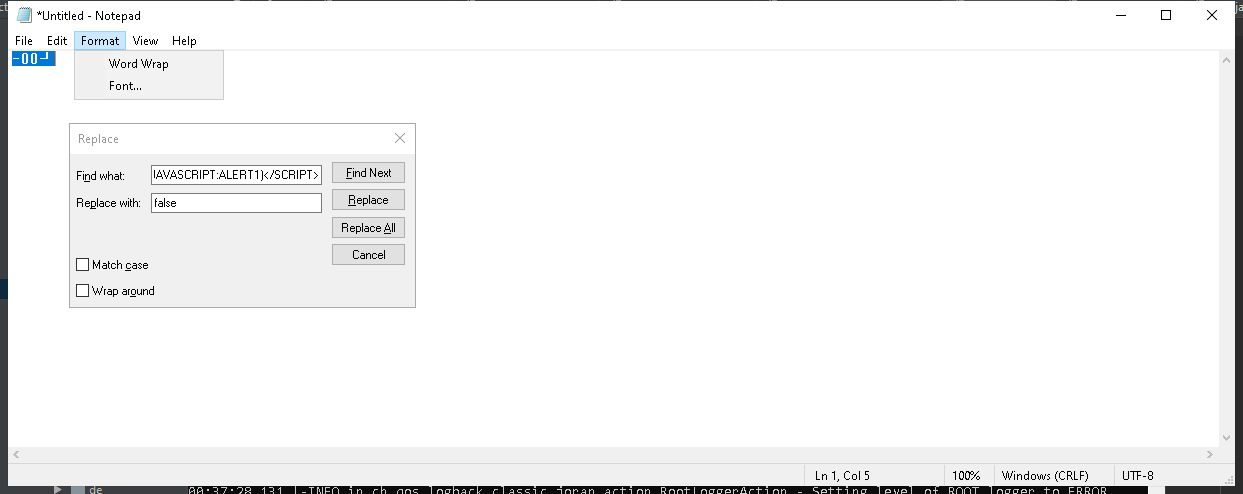 *Untitled - Notepad
File Edit Format View Help
-00┘
Word Wrap
Font...
Replace
Find what:
IAVASCRIPT:ALERT1)</SCRIPT>
Find Next
Replace with:
false
Replace
Replace All
Cancel
Match case
Wrap around
Ln 1, Col 5
100%
Windows (CRLF)
UTF-8
de
00:37:28,131 |-INFO in ch.qos.logback.classic.joran.action.RootLoggerAction - Setting level of ROOT logger to ERROR